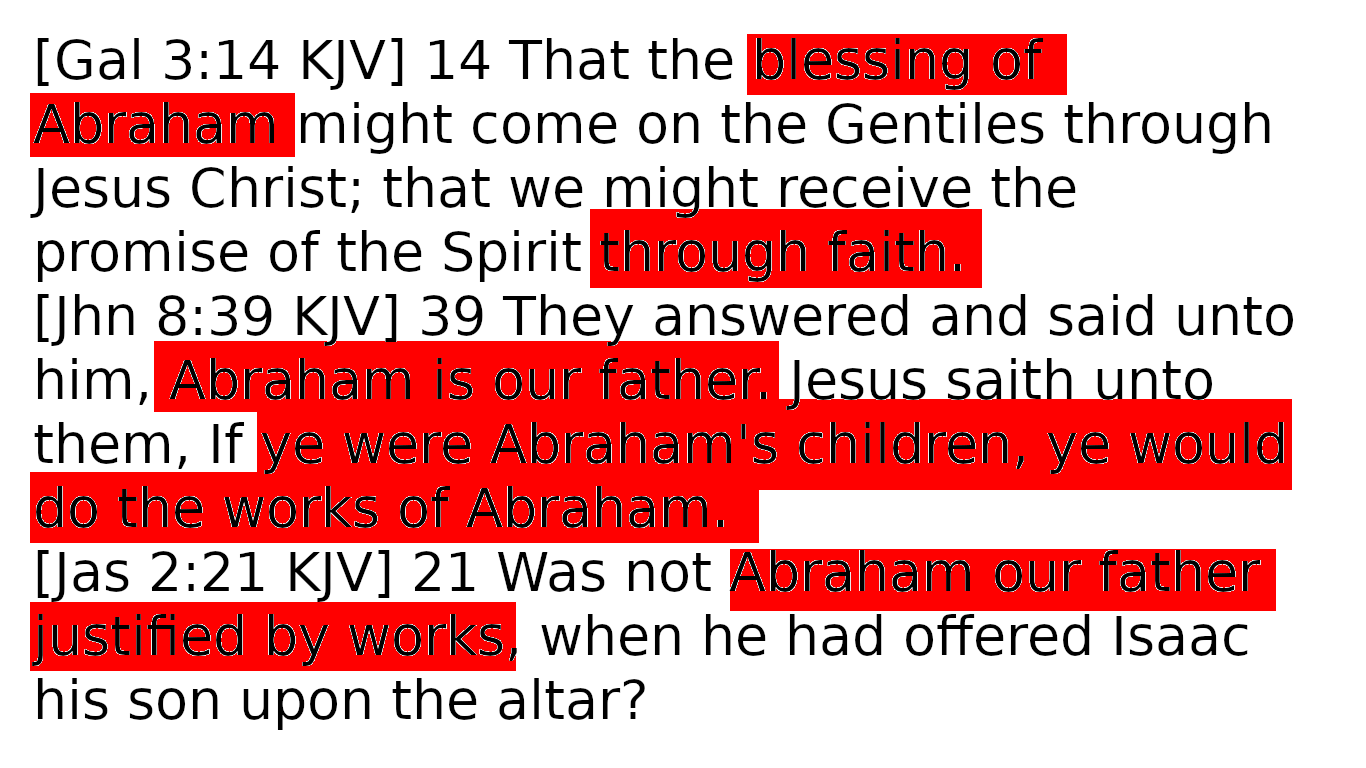 [Gal 3:14 KJV] 14 That the blessing of
Abraham might come on the Gentiles through
Jesus Christ; that we might receive the
promise of the Spirit through faith.
[Jhn 8:39 KJV] 39 They answered and said unto
him, Abraham is our father. Jesus saith unto
them, If ye were Abraham's children, ye would
do the works of Abraham.
[Jas 2:21 KJV] 21 Was not Abraham our father
justified by works, when he had offered Isaac
his son upon the altar?